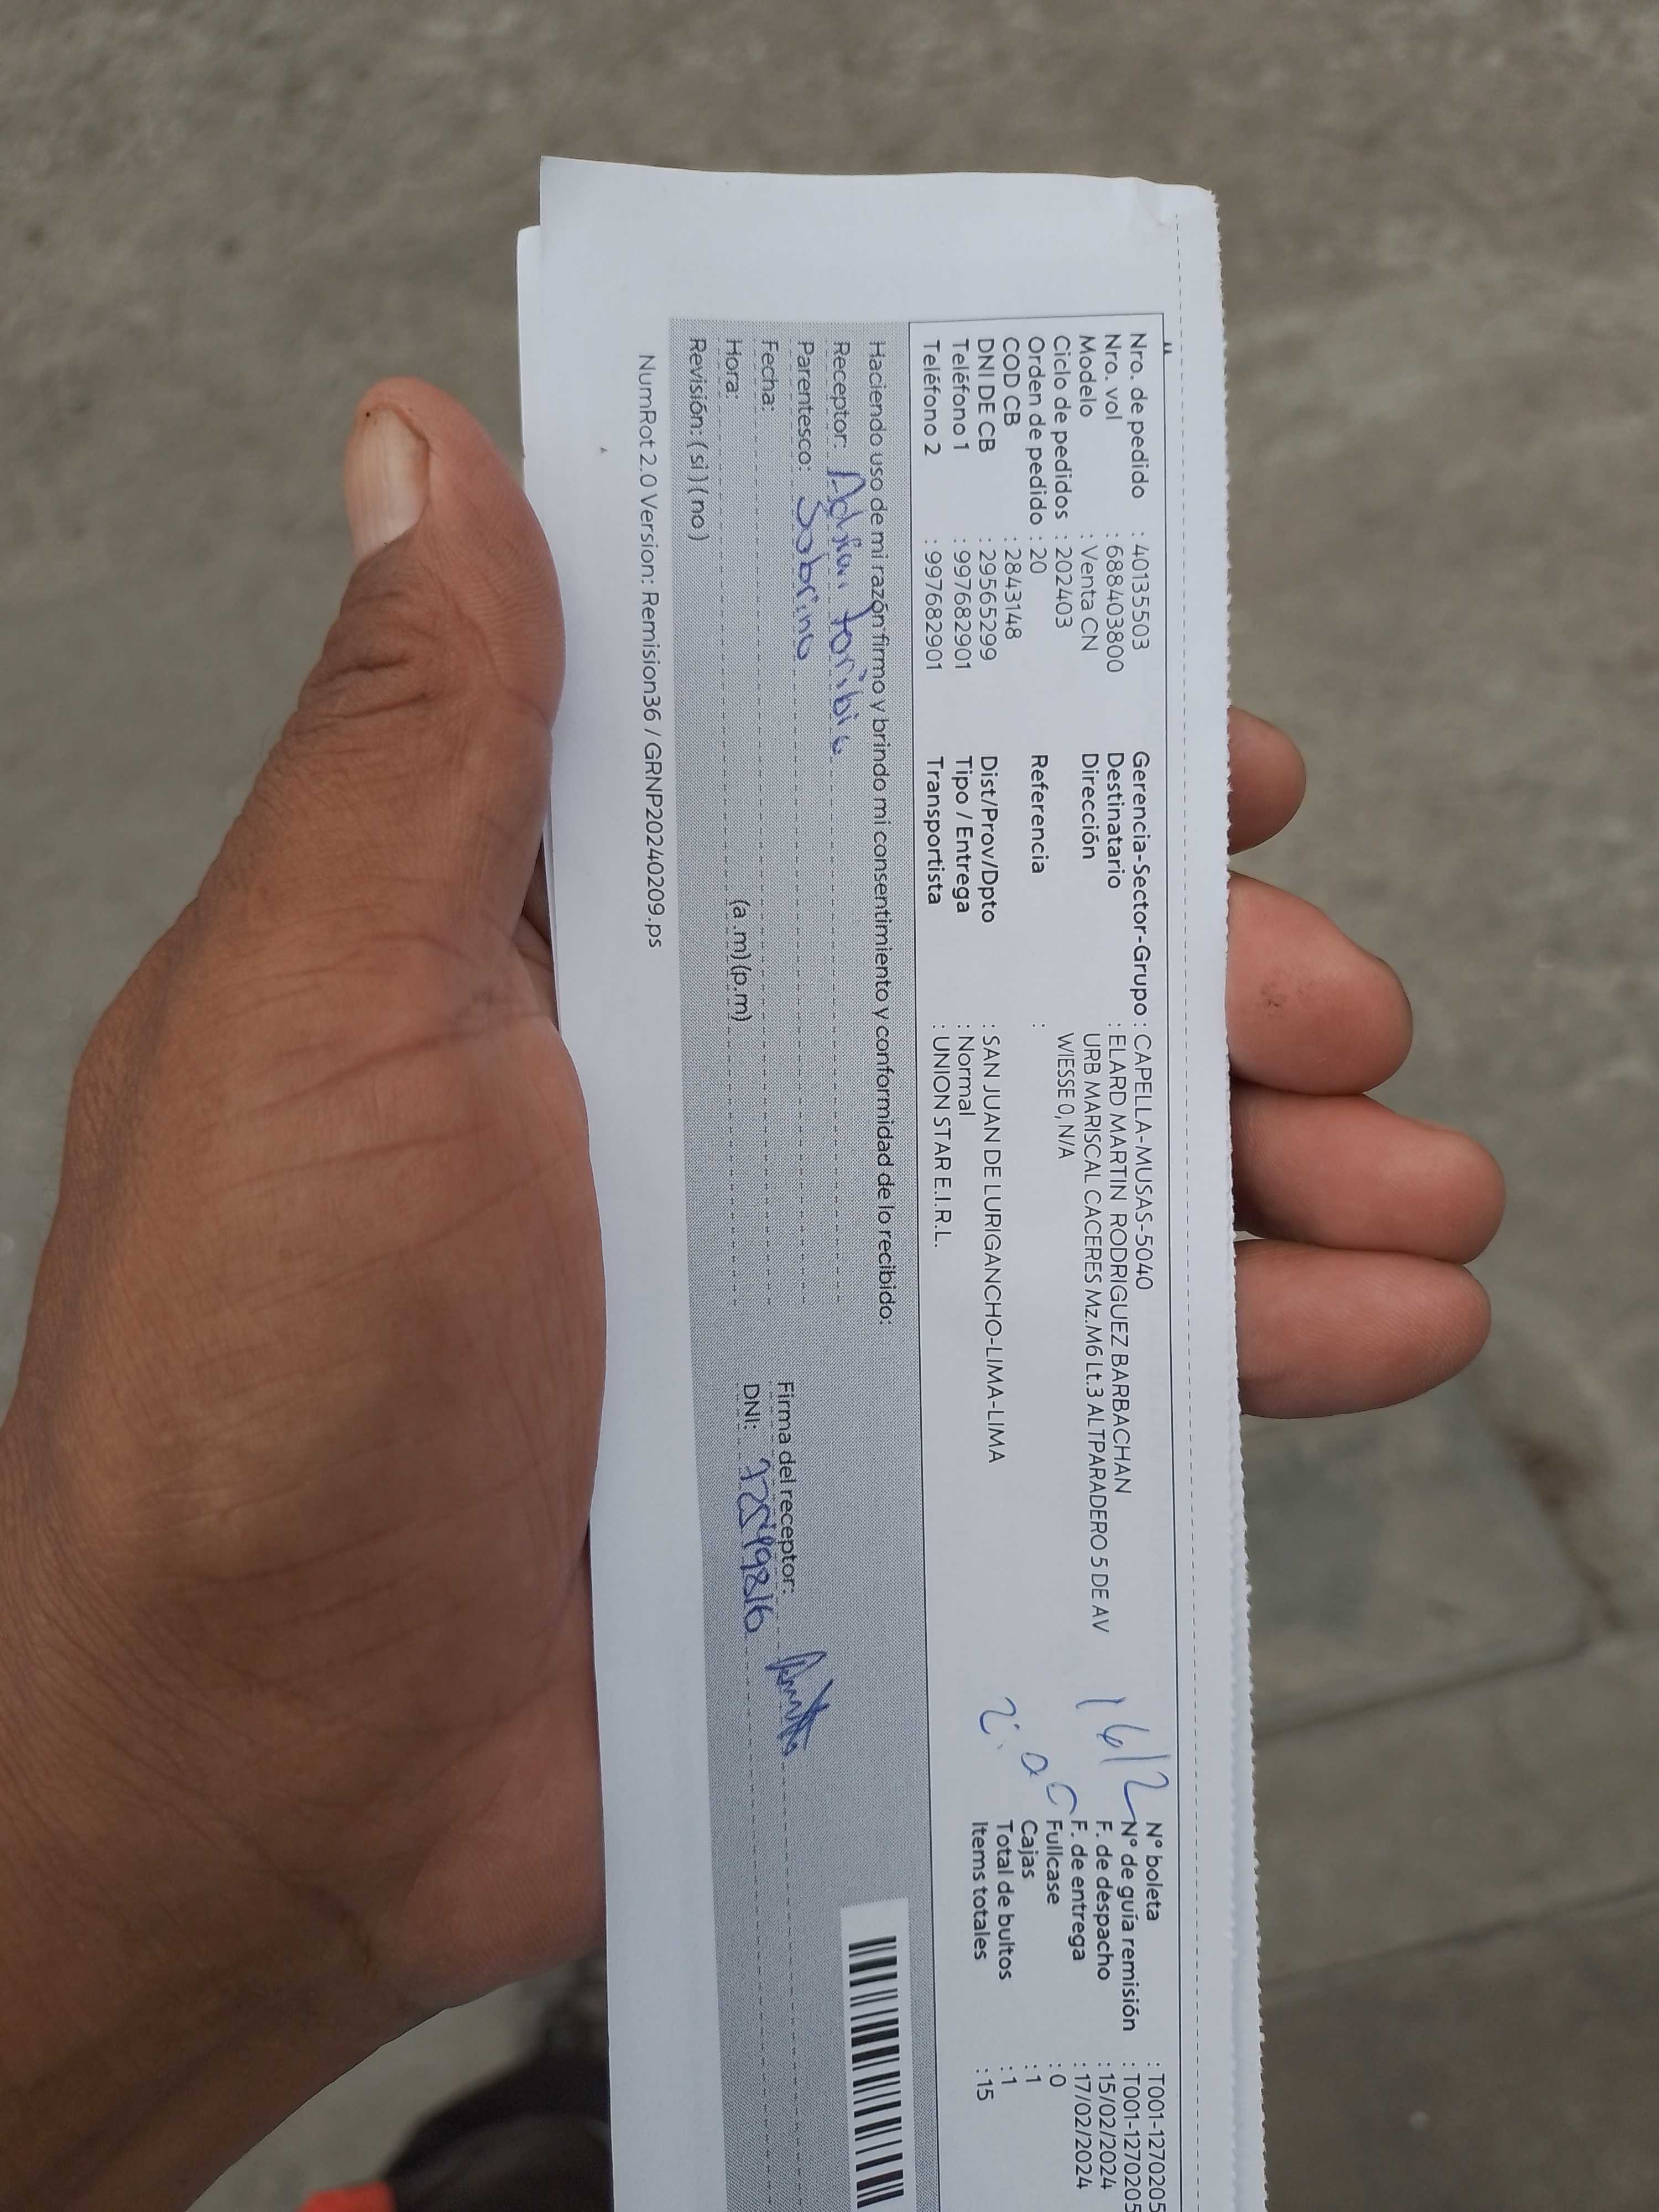 Nro. de pedido : 40135503 Gerencia-Sector-Grupo : CAPELLA-MUSAS-5040 N° boleta : T001-1270205
Nro. vol : 688403800 Destinatario : ELARD MARTIN RODRIGUEZ BARBACHAN N° de guía remisión : T001-1270205
Modelo : Venta CN Dirección URB MARISCAL CACERES Mz.M6 Lt.3 ALTPARADERO 5 DE AV F. de despacho : 15/02/2024
Ciclo de pedidos : 202403 WIESSE 0, N/A F. de entrega : 17/02/2024
Orden de pedido : 20 Referencia : Fullcase : 0
COD CB : 2843148 Cajas : 1
DNI DE CB : 29565299 Dist/Prov/Dpto : SAN JUAN DE LURIGANCHO-LIMA-LIMA Total de bultos : 1
Teléfono 1 : 997682901 Tipo / Entrega : Normal Items totales : 15
Teléfono 2 : 997682901 Transportista : UNION STAR E.I.R.L.
16/2
Haciendo uso de mi razón firmo y brindo mi consentimiento y conformidad de lo recibido:
Receptor: Adrian toribio
Parentesco: Sobrino
Fecha: Firma del receptor:
Hora: (a .m) (p.m) DNI:
Revisión: ( si ) ( no )
NumRot 2.0 Version: Remision36 / GRNP20240209.ps